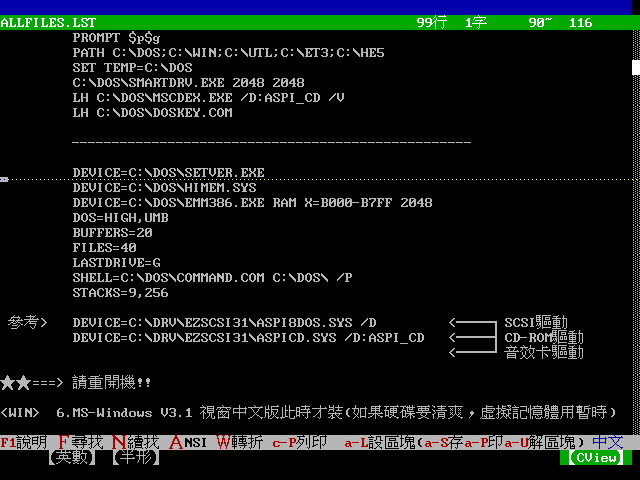 ALLFILES.LST 99行 1字 90~ 116
PROMPT $p$g
PATH C:\DOS;C:\WIN;C:\UTL;C:\ET3;C:\HE5
SET TEMP=C:\DOS
C:\DOS\SMARTDRV.EXE 2048 2048
LH C:\DOS\MSCDEX.EXE /D:ASPI_CD /V
LH C:\DOS\DOSKEY.COM
--------------------------------------------------
DEVICE=C:\DOS\SETVER.EXE
DEVICE=C:\DOS\HIMEM.SYS
DEVICE=C:\DOS\EMM386.EXE RAM X=B000-B7FF 2048
DOS=HIGH,UMB
BUFFERS=20
FILES=40
LASTDRIVE=G
SHELL=C:\DOS\COMMAND.COM C:\DOS\ /P
STACKS=9,256
參考> DEVICE=C:\DRV\EZSCSI31\ASPI8DOS.SYS /D <─── SCSI驅動
DEVICE=C:\DRV\EZSCSI31\ASPICD.SYS /D:ASPI_CD <─── CD-ROM驅動
<─── 音效卡驅動
★★===> 請重開機!!
<WIN> 6.MS-Windows V3.1 視窗中文版此時才裝(如果硬碟要清爽，虛擬記憶體用暫時)
F1說明 F尋找 N續找 ANSI W轉折 c-P列印 a-L設區塊(a-S存a-P印a-U解區塊) 中文
【英數】 【半形】 【CView】